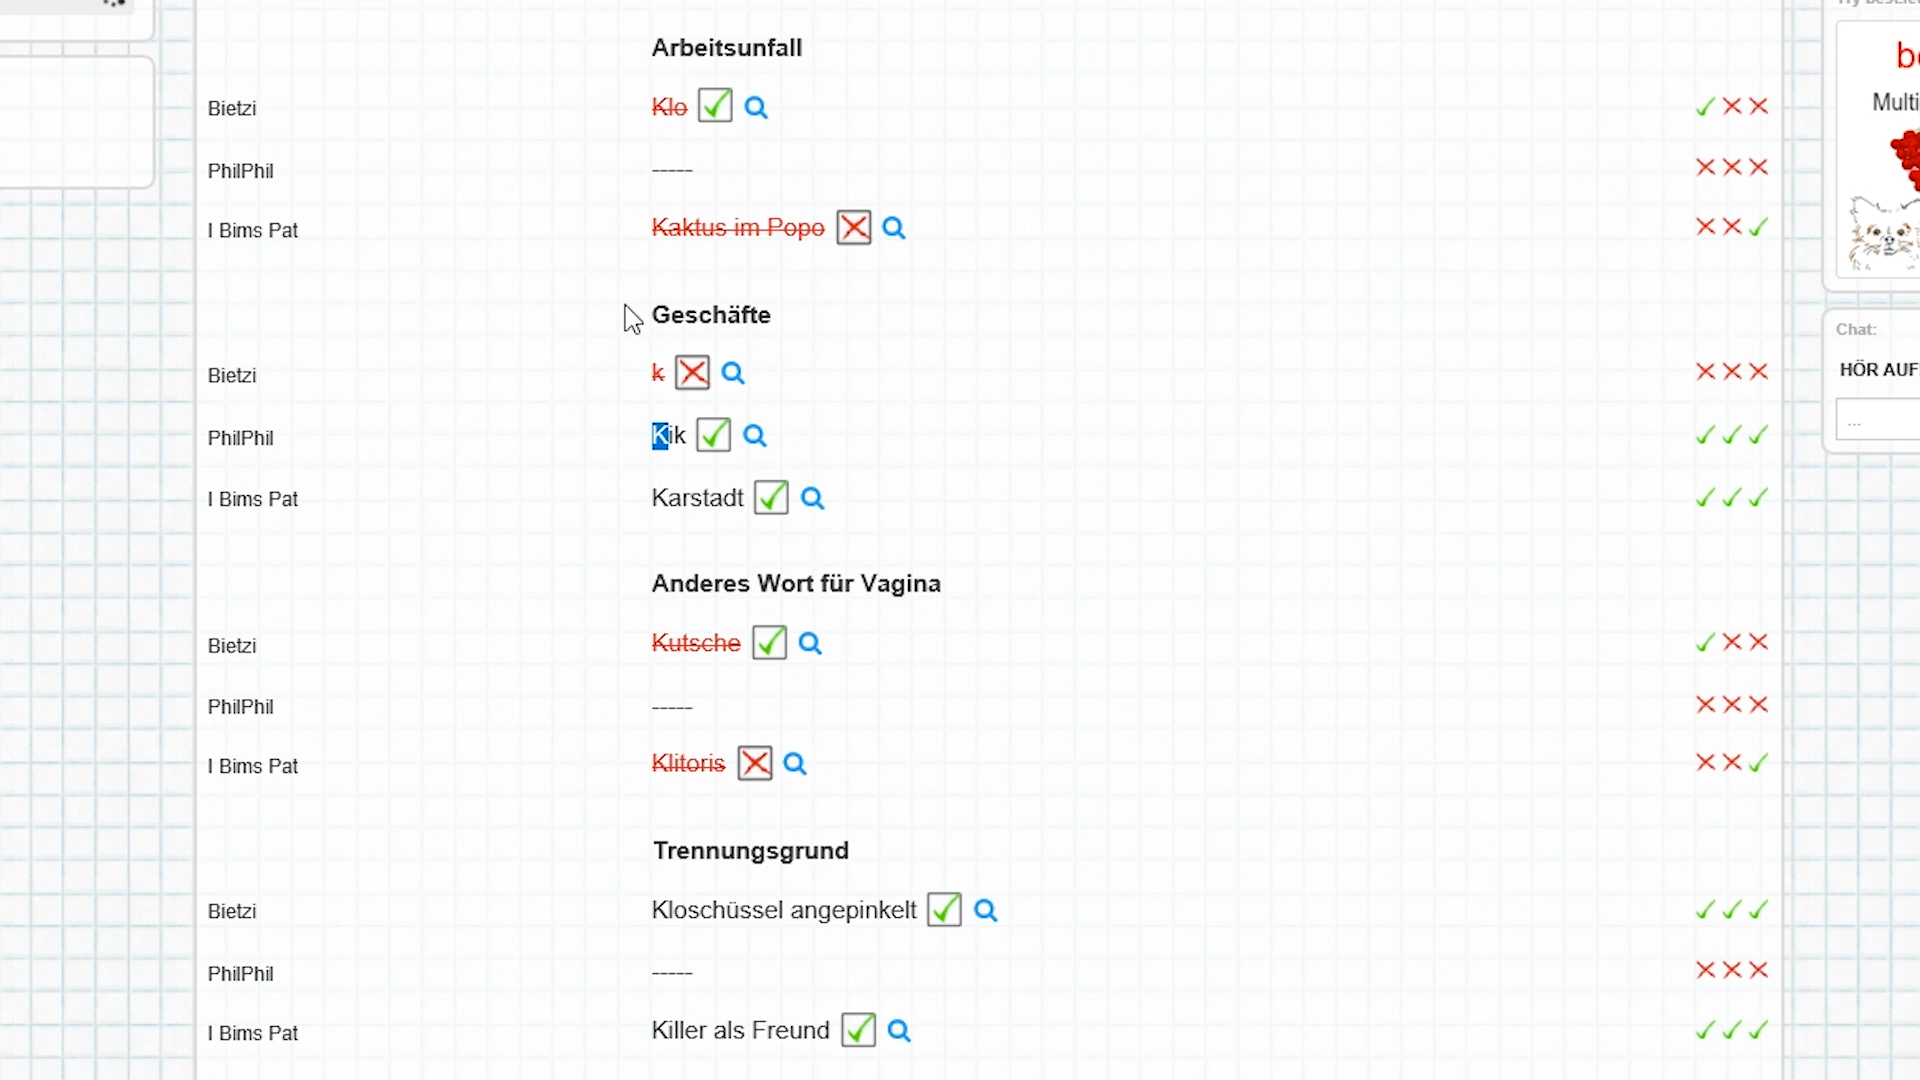 Arbeitsunfall
Bietzi Klo
PhilPhil -----
I Bims Pat Kaktus im Popo
Geschäfte
Bietzi k
PhilPhil Kik
I Bims Pat Karstadt
Anderes Wort für Vagina
Bietzi Kutsche
PhilPhil -----
I Bims Pat Klitoris
Trennungsgrund
Bietzi Kloschüssel angepinkelt
PhilPhil -----
I Bims Pat Killer als Freund
Multi
Chat:
HÖR AUF
...